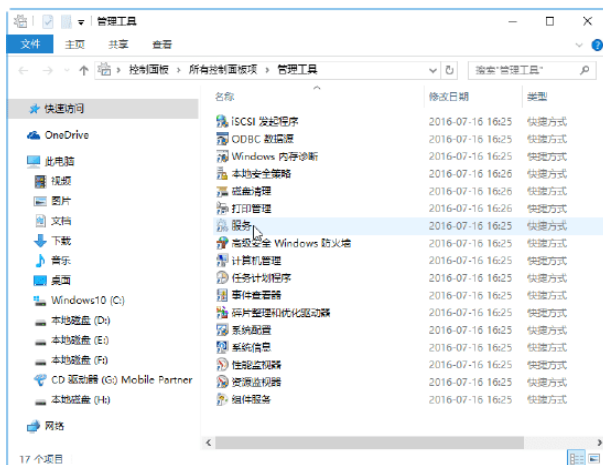 管理工具
文件 主页 共享 查看
控制面板 › 所有控制面板项 › 管理工具
搜索"管理工具"
快速访问
OneDrive
此电脑
视频
图片
文档
下载
音乐
桌面
Windows10 (C:)
本地磁盘 (D:)
本地磁盘 (E:)
本地磁盘 (F:)
CD 驱动器 (G:) Mobile Partner
本地磁盘 (H:)
网络
名称 修改日期 类型
iSCSI 发起程序 2016-07-16 16:25 快捷方式
ODBC 数据源 2016-07-16 16:25 快捷方式
Windows 内存诊断 2016-07-16 16:25 快捷方式
本地安全策略 2016-07-16 16:26 快捷方式
磁盘清理 2016-07-16 16:26 快捷方式
打印管理 2016-07-16 16:26 快捷方式
服务 2016-07-16 16:25 快捷方式
高级安全 Windows 防火墙 2016-07-16 16:25 快捷方式
计算机管理 2016-07-16 16:25 快捷方式
任务计划程序 2016-07-16 16:25 快捷方式
事件查看器 2016-07-16 16:25 快捷方式
碎片整理和优化驱动器 2016-07-16 16:25 快捷方式
系统配置 2016-07-16 16:25 快捷方式
系统信息 2016-07-16 16:25 快捷方式
性能监视器 2016-07-16 16:25 快捷方式
资源监视器 2016-07-16 16:25 快捷方式
组件服务 2016-07-16 16:25 快捷方式
17 个项目